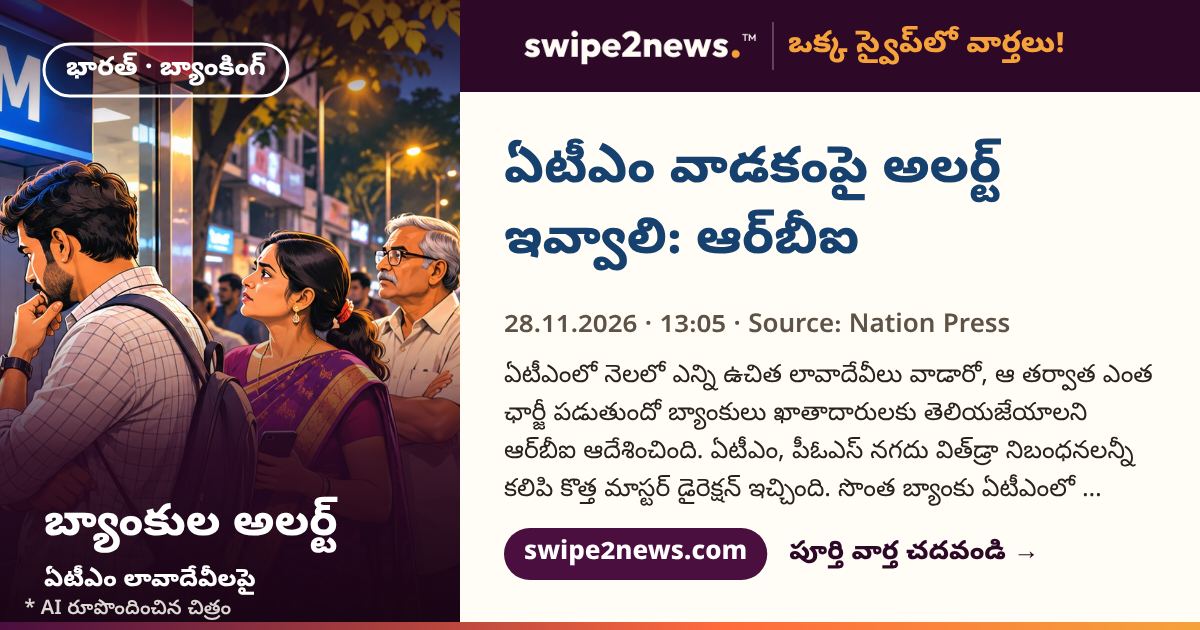 M
భారత్ · బ్యాంకింగ్
బ్యాంకుల అలర్ట్
ఏటీఎం లావాదేవీలపై
* AI రూపొందించిన చిత్రం
swipe2news.™ ఒక్క స్వైప్‌లో వార్తలు!
ఏటీఎం వాడకంపై అలర్ట్
ఇవ్వాలి: ఆర్‌బీఐ
28.11.2026 · 13:05 · Source: Nation Press
ఏటీఎంలో నెలలో ఎన్ని ఉచిత లావాదేవీలు వాడారో, ఆ తర్వాత ఎంత
ఛార్జీ పడుతుందో బ్యాంకులు ఖాతాదారులకు తెలియజేయాలని
ఆర్‌బీఐ ఆదేశించింది. ఏటీఎం, పీఓఎస్ నగదు విత్‌డ్రా నిబంధనలన్నీ
కలిపి కొత్త మాస్టర్ డైరెక్షన్ ఇచ్చింది. సొంత బ్యాంకు ఏటీఎంలో ...
swipe2news.com పూర్తి వార్త చదవండి →